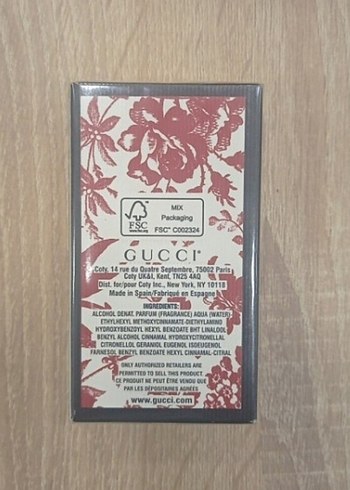 MIX
Packaging
FSC
www.fsc.org
FSC® C002324
GUCCI
Coty, 14 rue du Quatre Septembre, 75002 Paris
Coty UK&I, Kent, TN25 4AQ
Dist. for/pour Coty Inc., New York, NY 10118
Made in Spain/Fabriqué en Espagne
INGREDIENTS:
ALCOHOL DENAT. PARFUM (FRAGRANCE) AQUA (WATER)
ETHYLHEXYL METHOXYCINNAMATE·DIETHYLAMINO
HYDROXYBENZOYL HEXYL BENZOATE BHT LINALOOL
BENZYL ALCOHOL CINNAMAL HYDROXYCITRONELLAL
CITRONELLOL GERANIOL EUGENOL ISOEUGENOL
FARNESOL BENZYL BENZOATE HEXYL CINNAMAL·CITRAL
ONLY AUTHORIZED RETAILERS ARE
PERMITTED TO SELL THIS PRODUCT.
CE PRODUIT NE PEUT ÊTRE VENDU QUE
PAR LES DÉPOSITAIRES AGRÉÉS
www.gucci.com